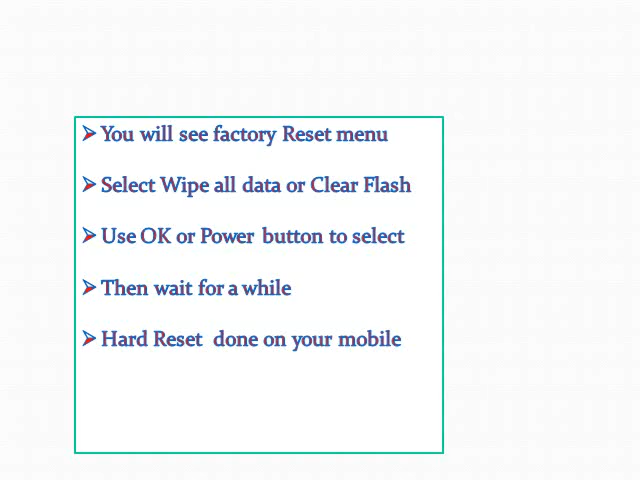 You will see factory Reset menu
Select Wipe all data or Clear Flash
Use OK or Power button to select
Then wait for a while
Hard Reset done on your mobile